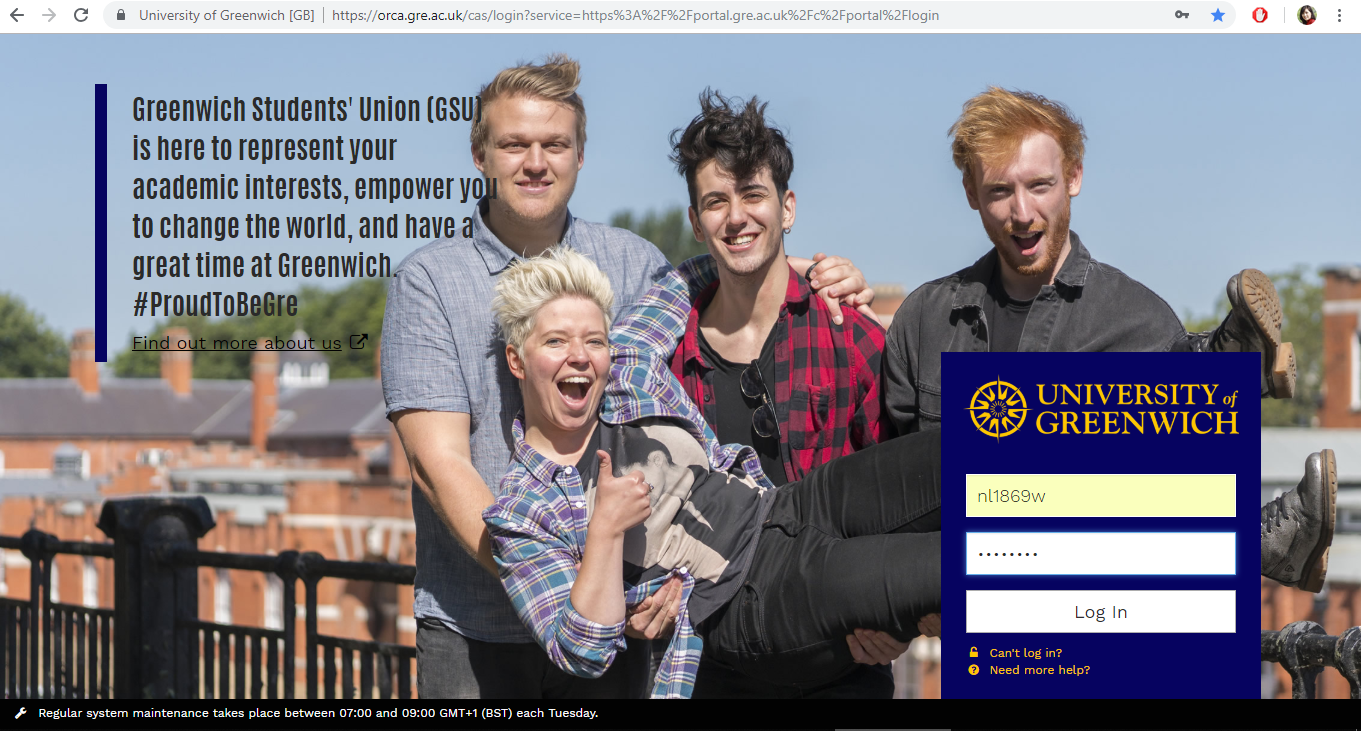 University of Greenwich [GB] | https://orca.gre.ac.uk/cas/login?service=https%3A%2F%2Fportal.gre.ac.uk%2Fc%2Fportal%2Flogin
Greenwich Students' Union (GSU)
is here to represent your
academic interests, empower you
to change the world, and have a
great time at Greenwich.
#ProudToBeGre
Find out more about us
UNIVERSITY of
GREENWICH
nl1869w
••••••••
Log In
Can't log in?
Need more help?
Regular system maintenance takes place between 07:00 and 09:00 GMT+1 (BST) each Tuesday.